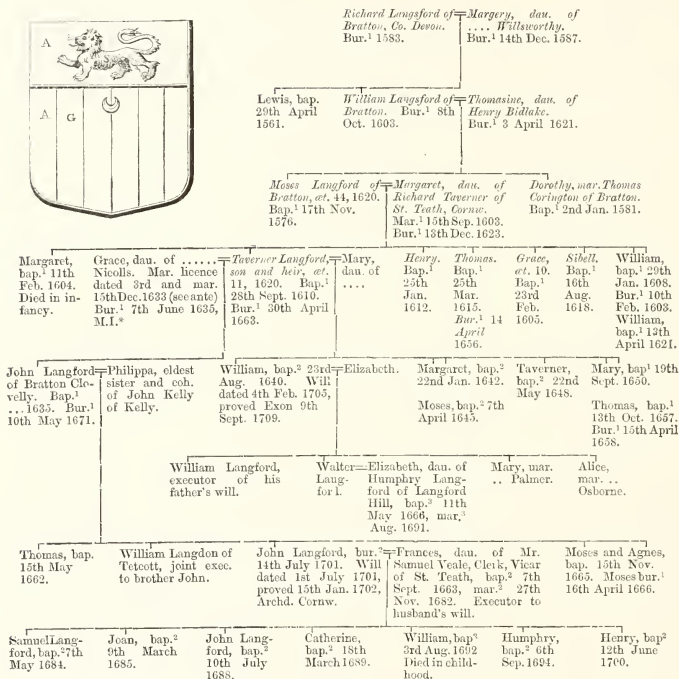 A
A G
Richard Langsford of
Bratton, Co. Devon.
Bur.¹ 1583.
Margery, dau. of
.... Willsworthy.
Bur.¹ 14th Dec. 1587.
Lewis, bap.
29th April
1561.
William Langsford of
Bratton. Bur.¹ 8th
Oct. 1603.
Thomasine, dau. of
Henry Bidlake.
Bur.¹ 3 April 1621.
Moses Langford of
Bratton, æt. 44, 1620.
Bap.¹ 17th Nov.
1576.
Margaret, dau. of
Richard Taverner of
St. Teath, Cornw.
Mar.¹ 15th Sep. 1603.
Bur.¹ 13th Dec. 1623.
Dorothy, mar. Thomas
Corington of Bratton.
Bap.¹ 2nd Jan. 1581.
Margaret,
bap.¹ 11th
Feb. 1604.
Died in in-
fancy.
Grace, dau. of ......
Nicolls. Mar. licence
dated 3rd and mar.
15th Dec. 1633 (see ante)
Bur.¹ 7th June 1635,
M.I.*
Taverner Langford,
son and heir, æt.
11, 1620. Bap.¹
28th Sept. 1610.
Bur.¹ 30th April
1663.
Mary,
dau. of
....
Henry.
Bap.¹
25th
Jan.
1612.
Thomas.
Bap.¹
25th
Mar.
1615.
Bur.¹ 14
April
1656.
Grace,
æt. 10.
Bap.¹
23rd
Feb.
1605.
Sibell.
Bap.¹
16th
Aug.
1618.
William,
bap.¹ 29th
Jan. 1608.
Bur.¹ 10th
Feb. 1603.
William,
bap.¹ 13th
April 1621.
John Langford
of Bratton Clo-
velly. Bap.¹
...1635. Bur.¹
10th May 1671.
Philippa, eldest
sister and coh.
of John Kelly
of Kelly.
William, bap.² 23rd
Aug. 1640. Will
dated 4th Feb. 1705,
proved Exon 9th
Sept. 1709.
Elizabeth.
Margaret, bap.²
22nd Jan. 1642.
Moses, bap.² 7th
April 1645.
Taverner,
bap.² 22nd
May 1648.
Mary, bap¹ 19th
Sept. 1650.
Thomas, bap.¹
13th Oct. 1657.
Bur.¹ 15th April
1658.
William Langford,
executor of his
father's will.
Walter
Lang-
ford.
Elizabeth, dau. of
Humphry Lang-
ford of Langford
Hill, bap.³ 11th
May 1666, mar.³
Aug. 1691.
Mary, mar.
.. Palmer.
Alice,
mar. ..
Osborne.
Thomas, bap.
15th May
1662.
William Langdon of
Tetcott, joint exec.
to brother John.
John Langford, bur.²
14th July 1701. Will
dated 1st July 1701,
proved 15th Jan. 1702,
Archd. Cornw.
Frances, dau. of Mr.
Samuel Veale, Clerk, Vicar
of St. Teath, bap.² 7th
Sept. 1663, mar.² 27th
Nov. 1682. Executor to
husband's will.
Moses and Agnes,
bap. 15th Nov.
1665. Moses bur.¹
16th April 1666.
Samuel Lang-
ford, bap.² 7th
May 1684.
Joan, bap.²
9th March
1685.
John Lang-
ford, bap.²
10th July
1688.
Catherine,
bap.² 18th
March 1689.
William, bap²
3rd Aug. 1692
Died in child-
hood.
Humphry,
bap.² 6th
Sep. 1694.
Henry, bap²
12th June
1700.